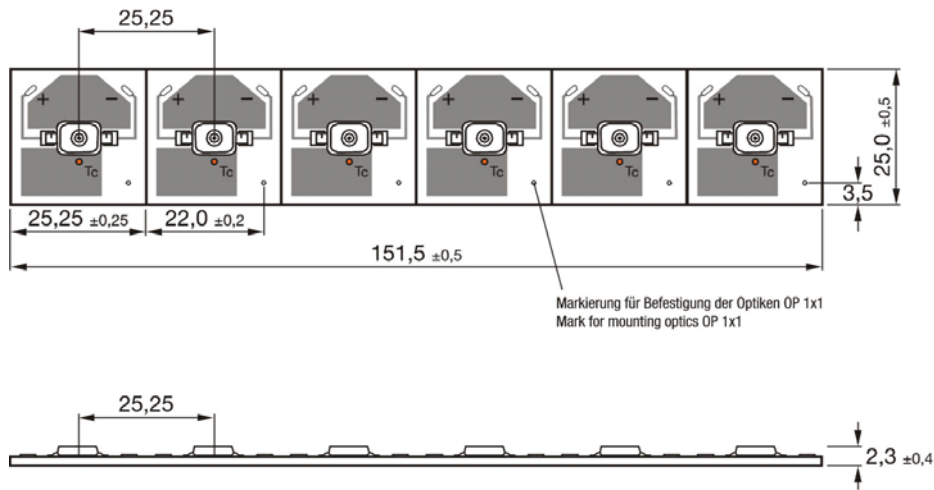 25,25
+ − + − + − + − + − + −
Tc Tc Tc Tc Tc Tc
25,0 ±0,5
3,5
25,25 ±0,25 22,0 ±0,2
151,5 ±0,5
Markierung für Befestigung der Optiken OP 1x1
Mark for mounting optics OP 1x1
25,25
2,3 ±0,4